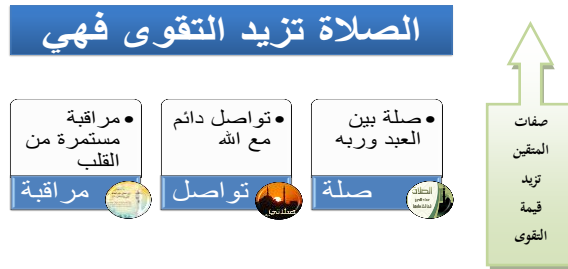 الصلاة تزيد التقوى فهي
• صلة بين
العبد وربه
صلة
• تواصل دائم
مع الله
تواصل
• مراقبة
مستمرة من
القلب
مراقبة
صفات
المتقين
تزيد
قيمة
التقوى